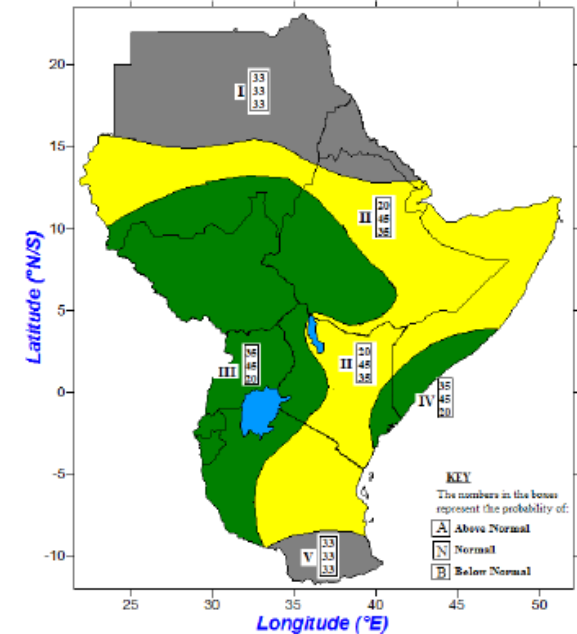 20
15
10
5
0
-5
-10
Latitude (°N/S)
I
33
33
33
II
20
45
35
III
35
45
20
II
20
45
35
IV
35
45
20
V
33
33
33
KEY
The numbers in the boxes
represent the probability of:
A Above Normal
N Normal
B Below Normal
25
30
35
40
45
50
Longitude (°E)